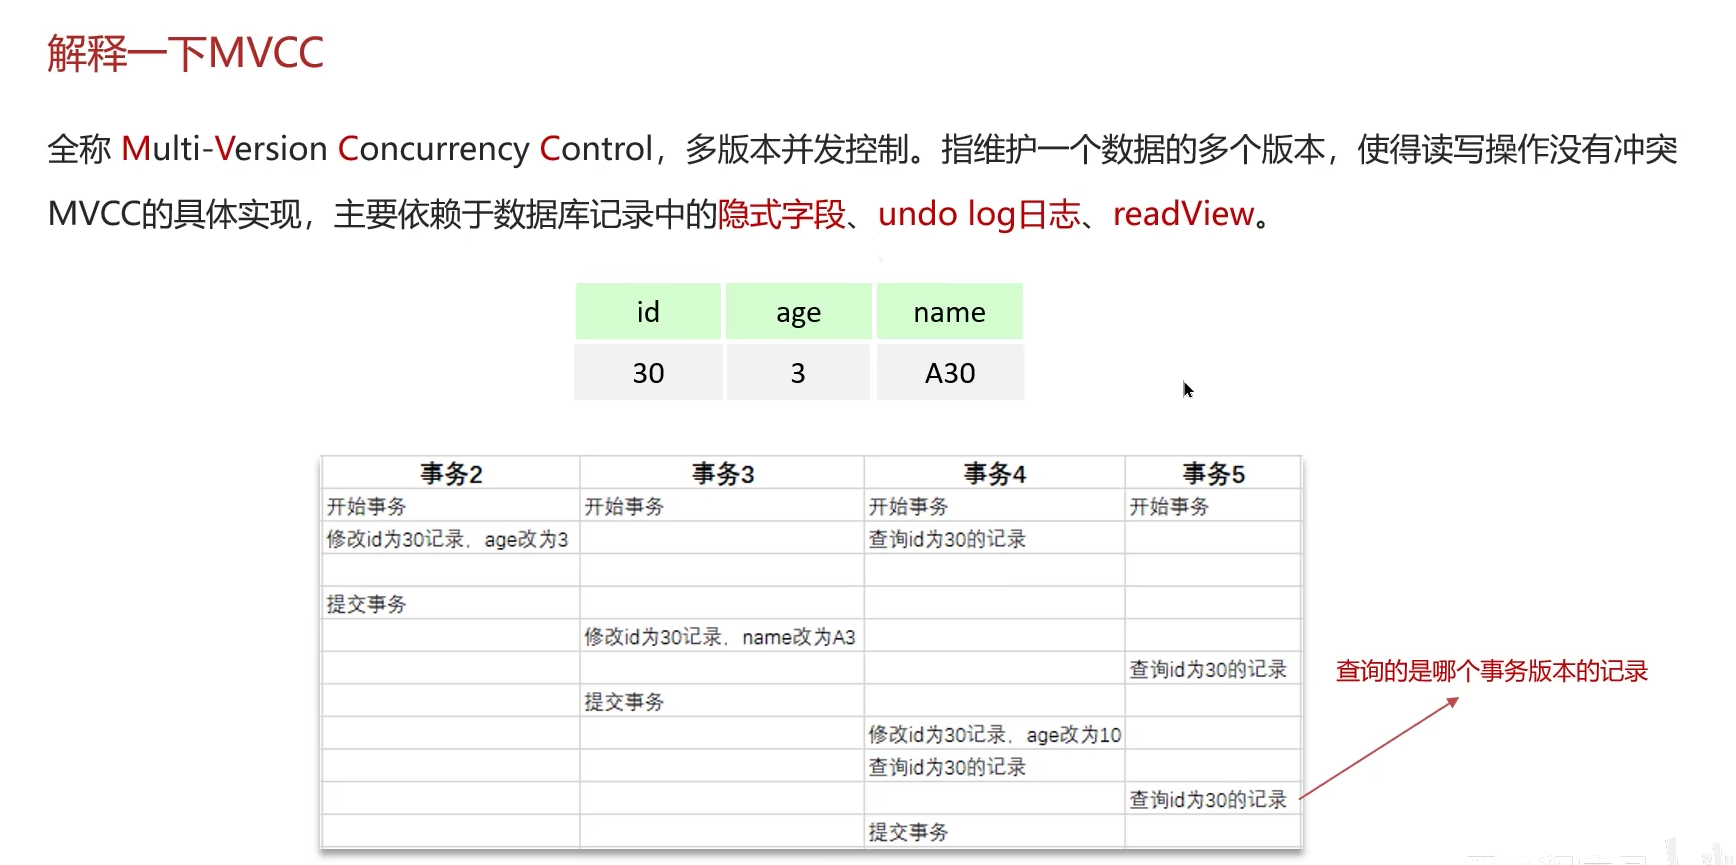 解释一下MVCC
全称 Multi-Version Concurrency Control，多版本并发控制。指维护一个数据的多个版本，使得读写操作没有冲突
MVCC的具体实现，主要依赖于数据库记录中的隐式字段、undo log日志、readView。
id age name
30 3 A30
事务2 事务3 事务4 事务5
开始事务 开始事务 开始事务 开始事务
修改id为30记录，age改为3 查询id为30的记录
提交事务
修改id为30记录，name改为A3
查询id为30的记录 查询的是哪个事务版本的记录
提交事务
修改id为30记录，age改为10
查询id为30的记录
查询id为30的记录
提交事务